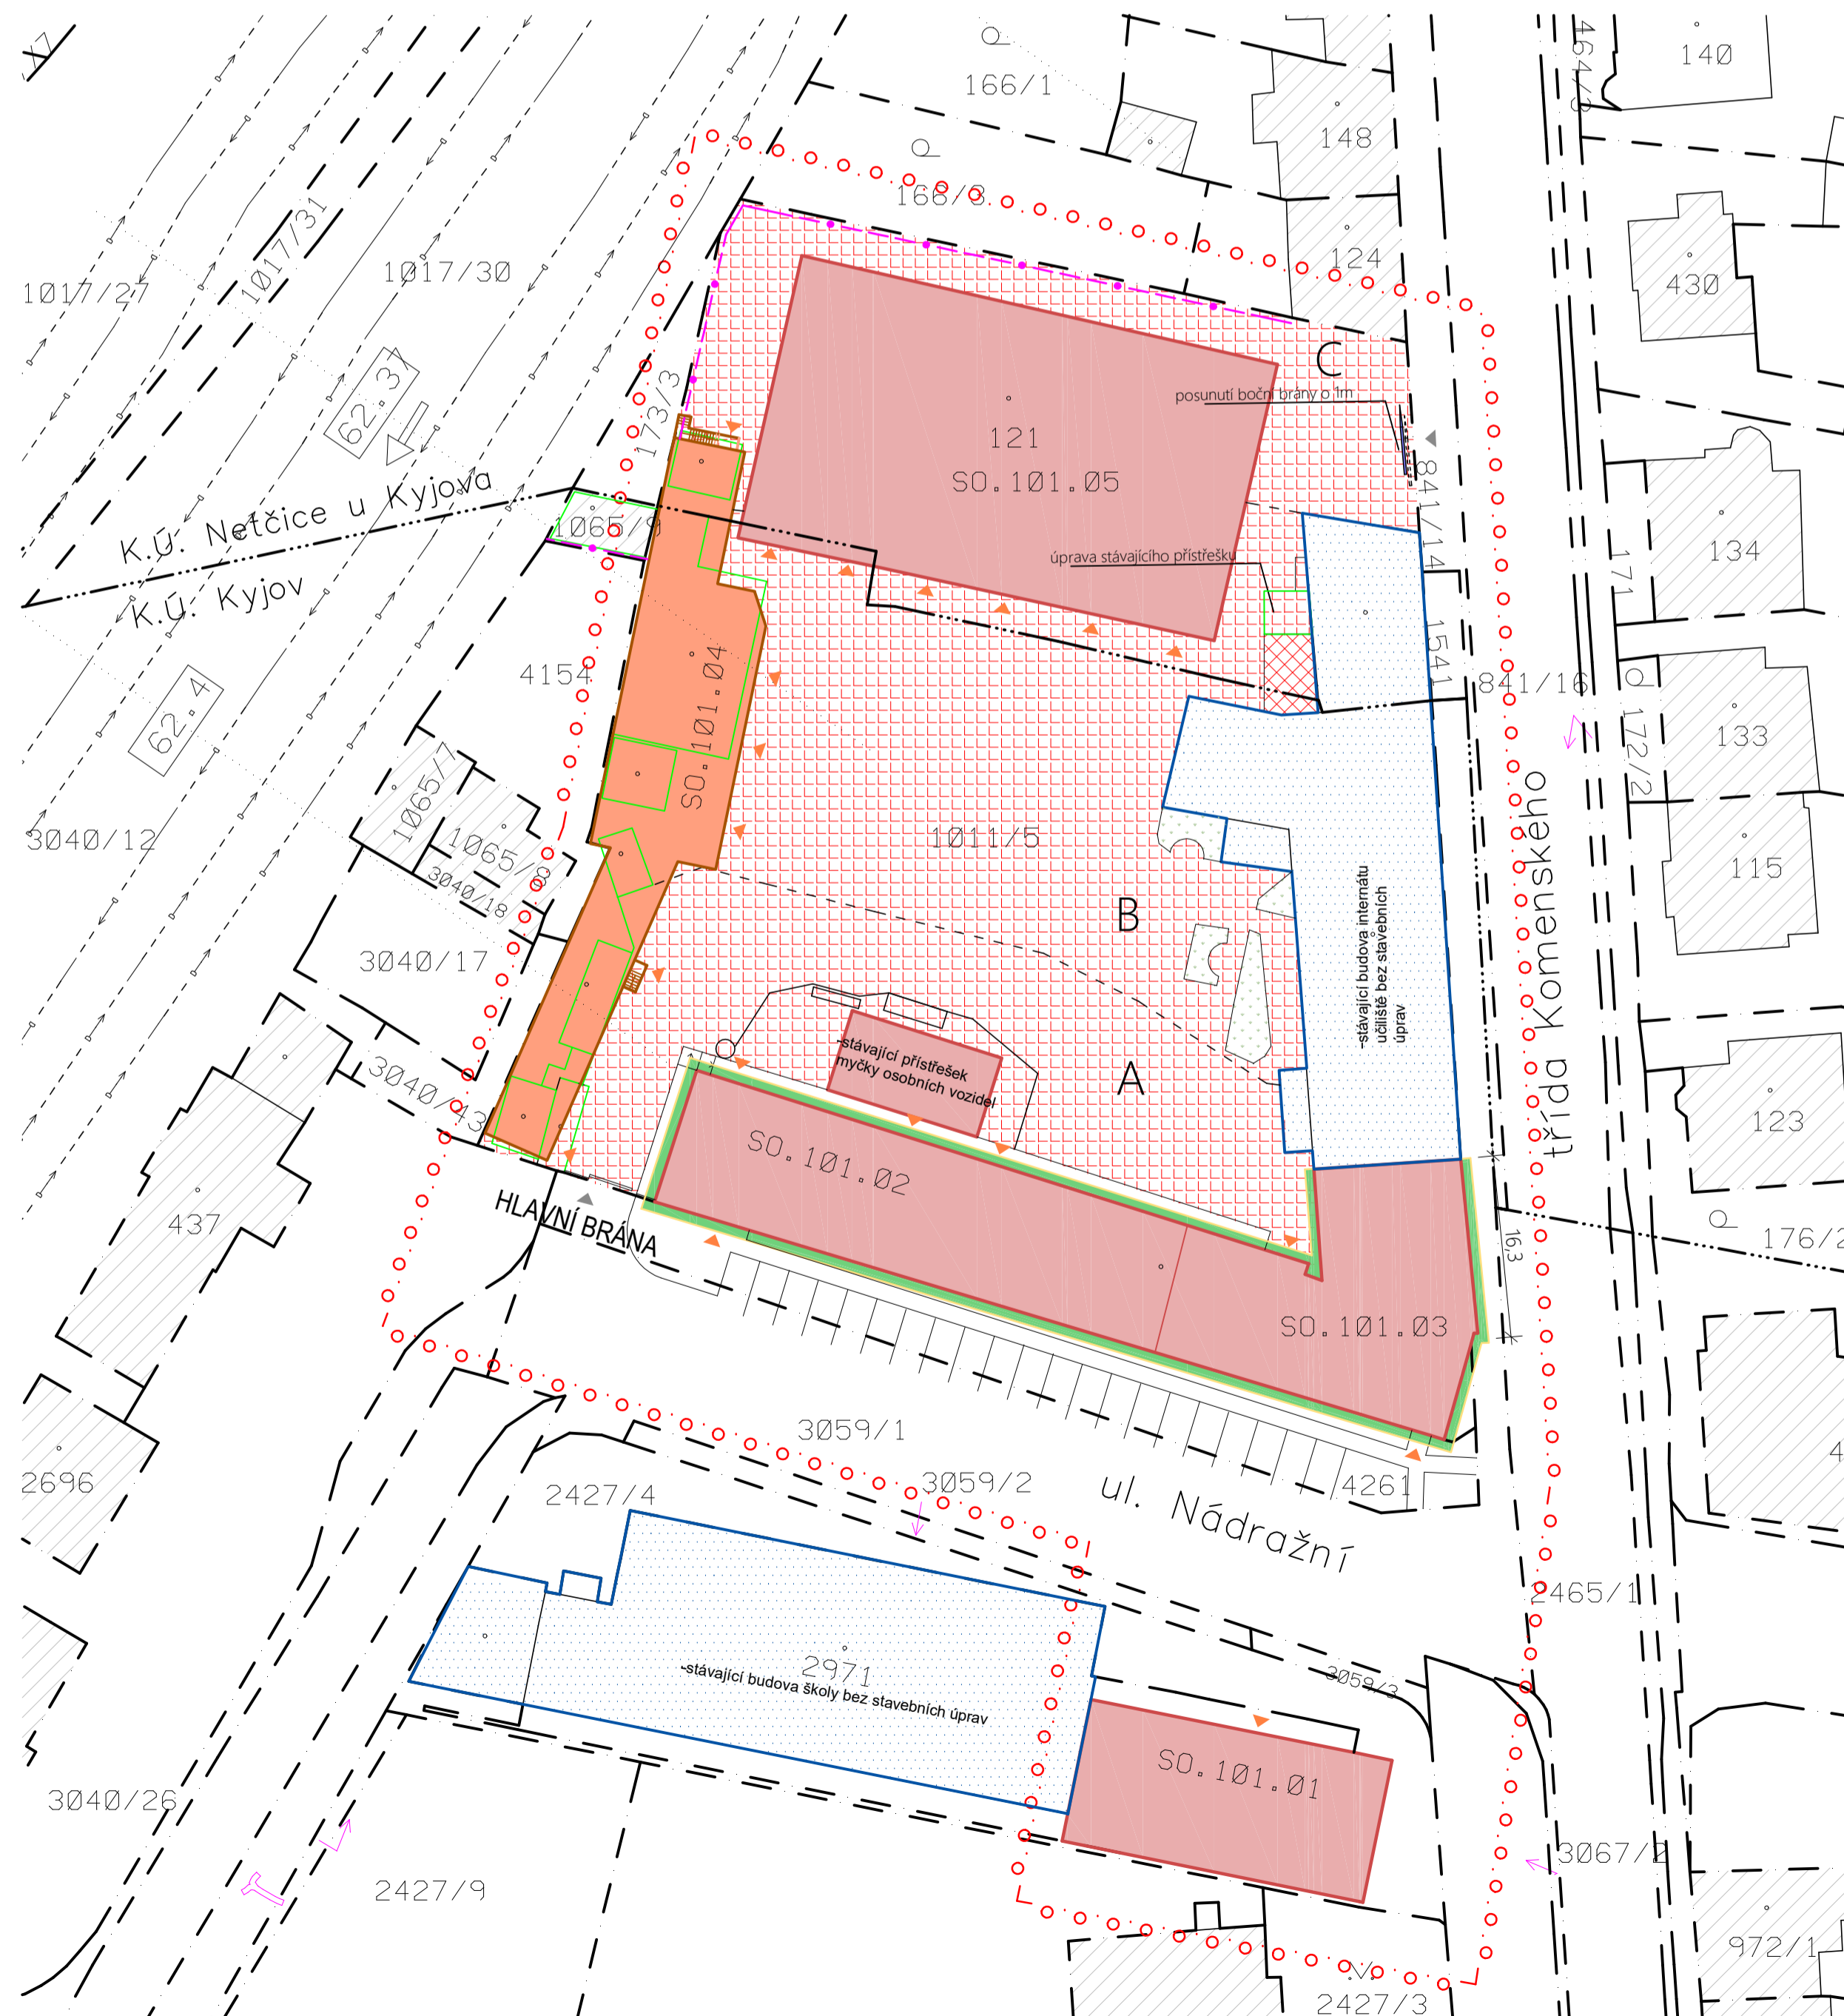 140
464/3
166/1
148
166/3
124
430
1017/31
1017/30
1017/27
C
posunutí boční brány o 1m
62.37
173/3
121
SO.101.05
841/14
K.Ú. Netčice u Kyjova
1065/9
134
171
úprava stávajícího přístřešku
K.Ú. Kyjov
1541
4154
841/16
172/2
62.4
SO.101.04
133
třída Komenského
1065/7
3040/12
1065/8
1011/5
115
3040/18
B
-stávající budova internátu
učiliště bez stavebních
úprav
3040/17
-stávající přístřešek
myčky osobních vozidel
A
3040/43
123
SO.101.02
437
HLAVNÍ BRÁNA
16,3
176/2
SO.101.03
3059/1
3059/2
2696
2427/4
ul. Nádražní
4261
4
2465/1
2971
-stávající budova školy bez stavebních úprav
3059/3
SO.101.01
3040/26
3067/2
2427/9
972/1
2427/3